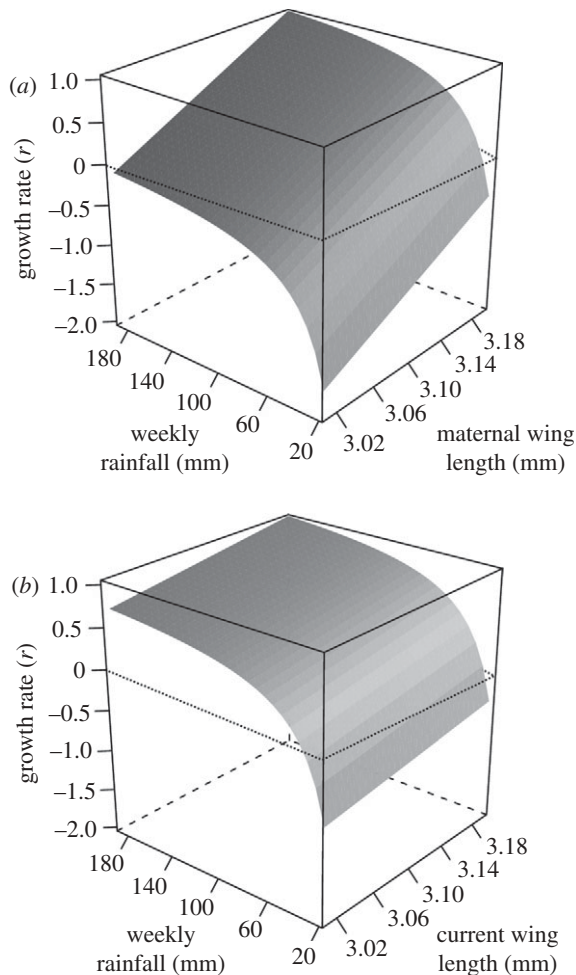 (a)
growth rate (r)
1.0
0.5
0
–0.5
–1.0
–1.5
–2.0
180
140
100
60
20
weekly
rainfall (mm)
3.02
3.06
3.10
3.14
3.18
maternal wing
length (mm)
(b)
growth rate (r)
1.0
0.5
0
–0.5
–1.0
–1.5
–2.0
180
140
100
60
20
weekly
rainfall (mm)
3.02
3.06
3.10
3.14
3.18
current wing
length (mm)